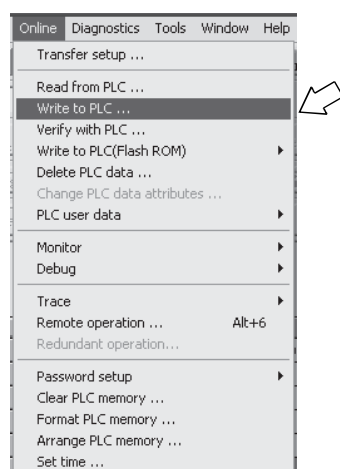 Online Diagnostics Tools Window Help
Transfer setup ...
Read from PLC ...
Write to PLC ...
Verify with PLC ...
Write to PLC(Flash ROM)
Delete PLC data ...
Change PLC data attributes ...
PLC user data
Monitor
Debug
Trace
Remote operation ... Alt+6
Redundant operation...
Password setup
Clear PLC memory ...
Format PLC memory ...
Arrange PLC memory ...
Set time ...